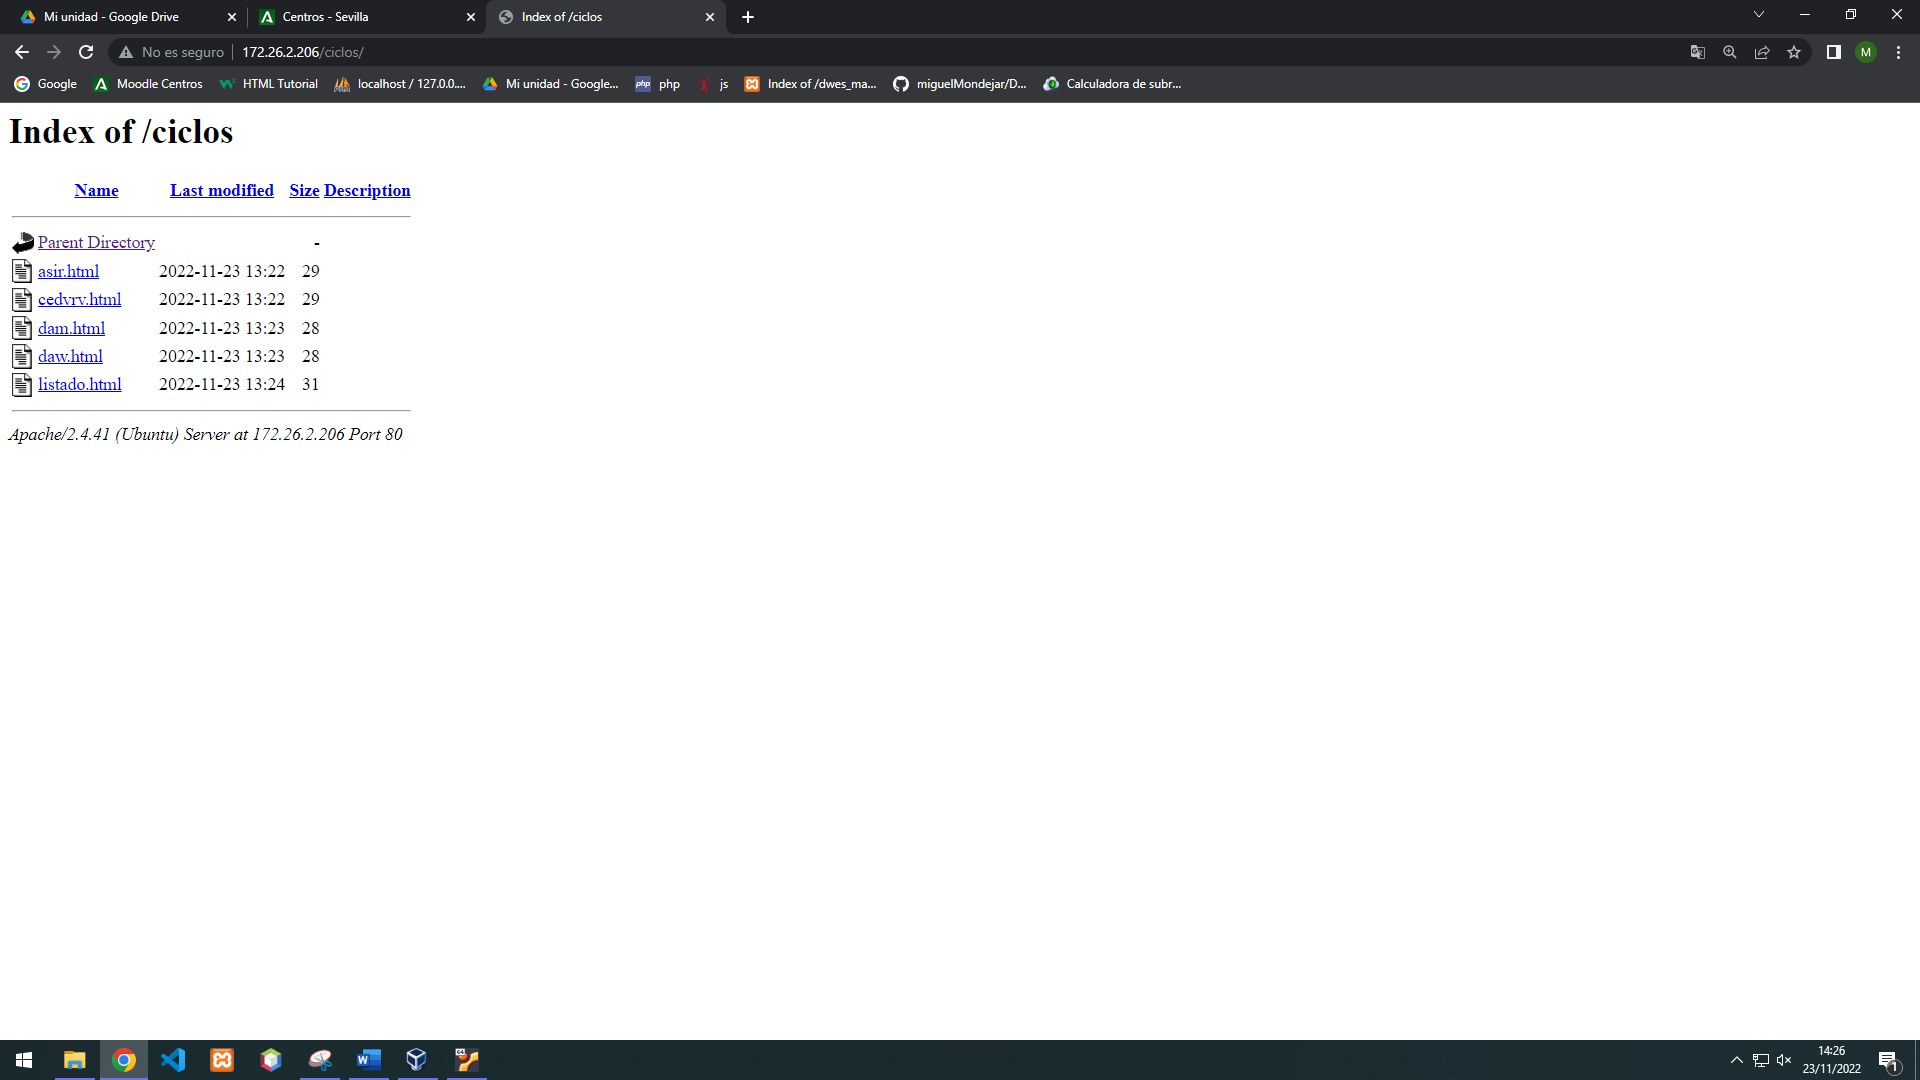 Mi unidad - Google Drive
Centros - Sevilla
Index of /ciclos
No es seguro 172.26.2.206/ciclos/
M
Google
Moodle Centros
HTML Tutorial
localhost / 127.0.0....
Mi unidad - Google...
php php
js
Index of /dwes_ma...
miguelMondejar/D...
Calculadora de subr...
Index of /ciclos
Name Last modified Size Description
Parent Directory -
asir.html 2022-11-23 13:22 29
cedvrv.html 2022-11-23 13:22 29
dam.html 2022-11-23 13:23 28
daw.html 2022-11-23 13:23 28
listado.html 2022-11-23 13:24 31
Apache/2.4.41 (Ubuntu) Server at 172.26.2.206 Port 80
14:26
23/11/2022
1